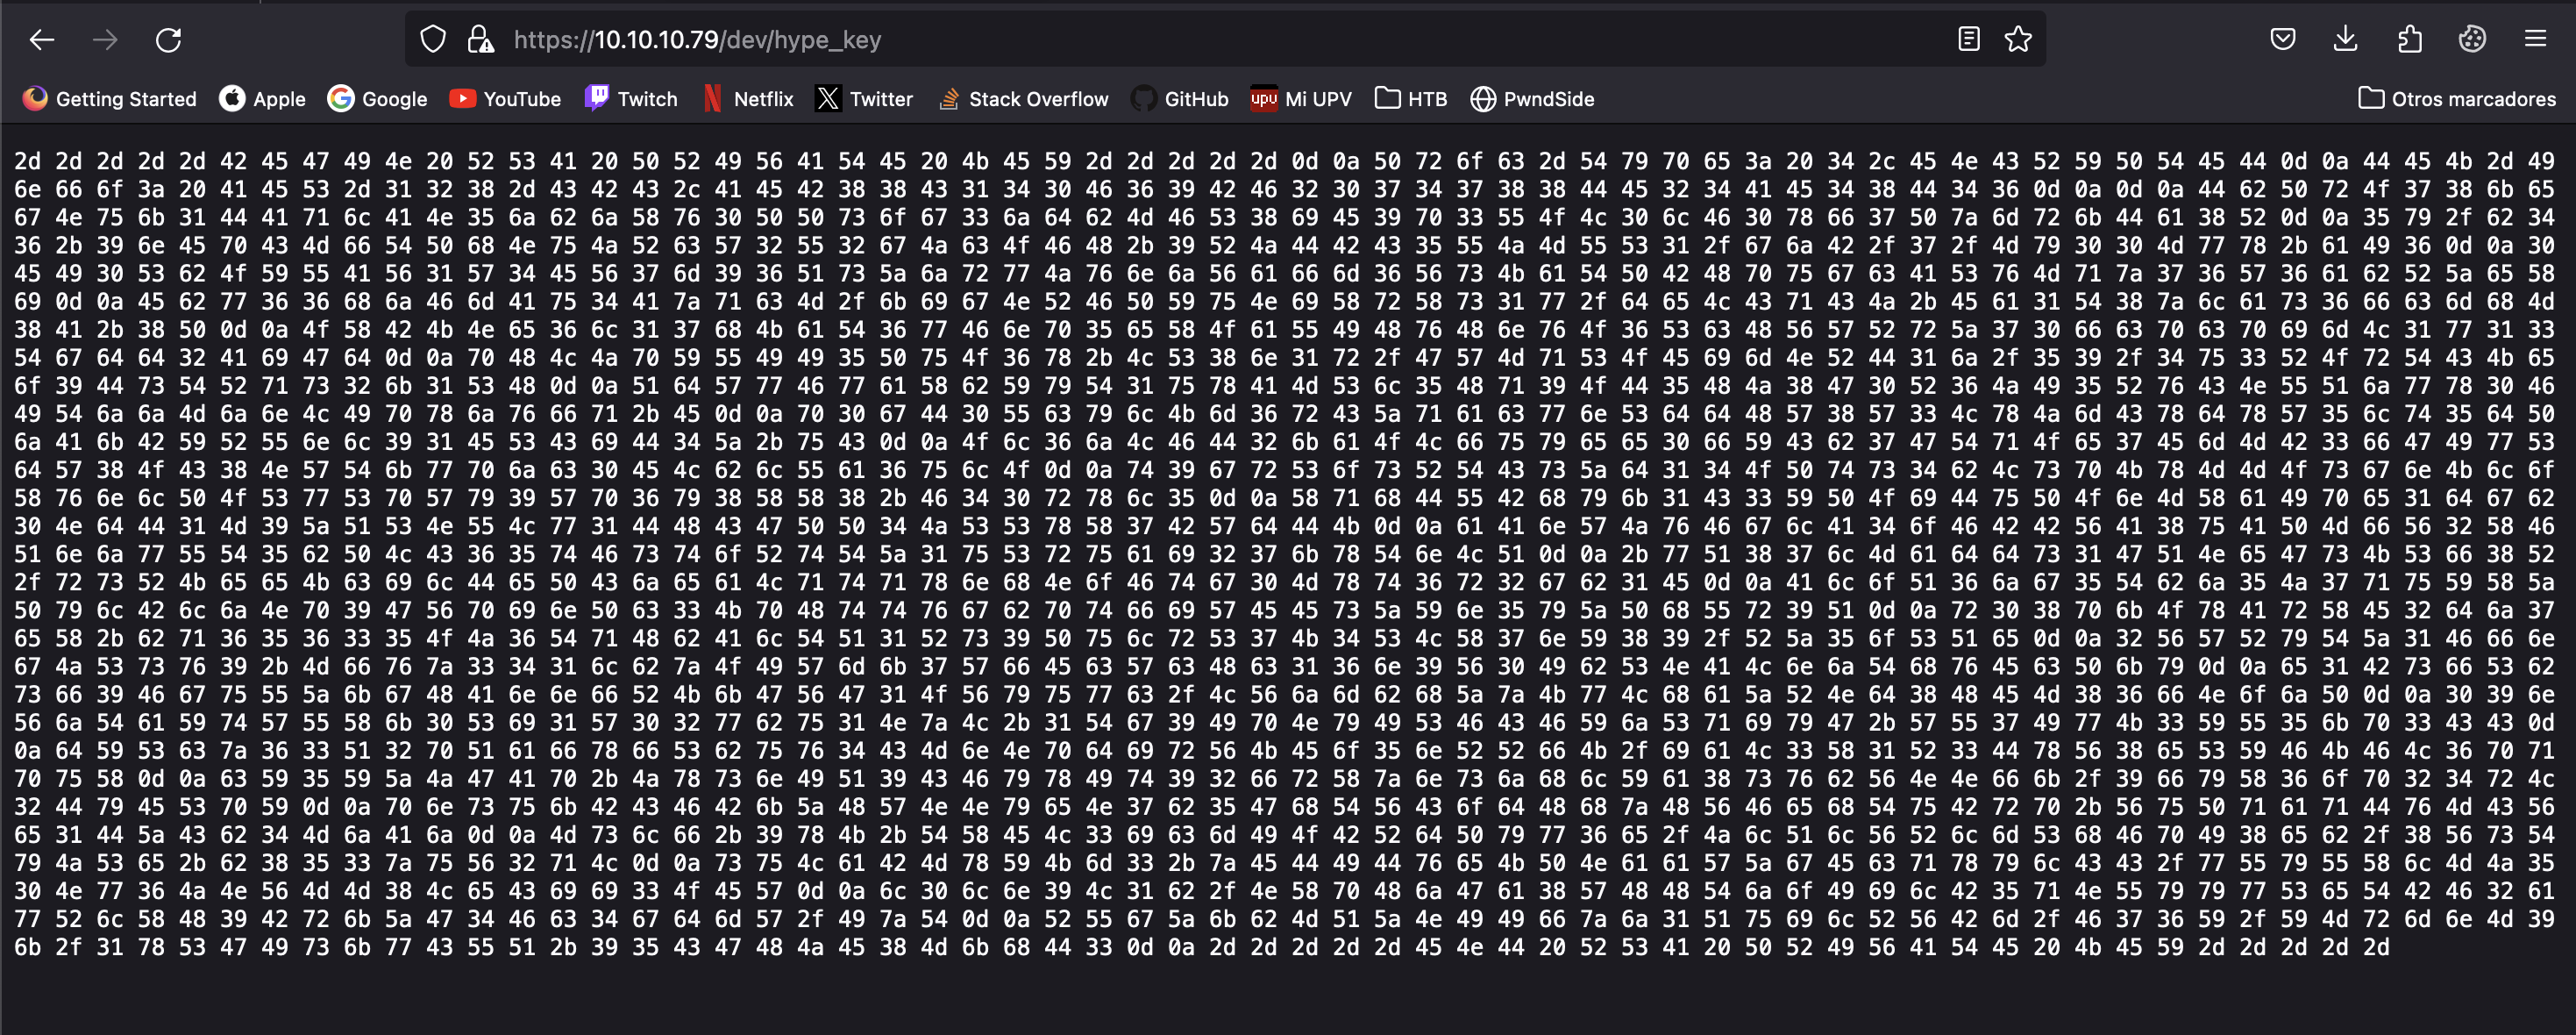 https://10.10.10.79/dev/hype_key
Getting Started Apple Google YouTube Twitch Netflix Twitter Stack Overflow GitHub upv Mi UPV HTB PwndSide Otros marcadores
2d 2d 2d 2d 2d 42 45 47 49 4e 20 52 53 41 20 50 52 49 56 41 54 45 20 4b 45 59 2d 2d 2d 2d 2d 0d 0a 50 72 6f 63 2d 54 79 70 65 3a 20 34 2c 45 4e 43 52 59 50 54 45 44 0d 0a 44 45 4b 2d 49
6e 66 6f 3a 20 41 45 53 2d 31 32 38 2d 43 42 43 2c 41 45 42 38 38 43 31 34 30 46 36 39 42 46 32 30 37 34 37 38 38 44 45 32 34 41 45 34 38 44 34 36 0d 0a 0d 0a 44 62 50 72 4f 37 38 6b 65
67 4e 75 6b 31 44 41 71 6c 41 4e 35 6a 62 6a 58 76 30 50 50 73 6f 67 33 6a 64 62 4d 46 53 38 69 45 39 70 33 55 4f 4c 30 6c 46 30 78 66 37 50 7a 6d 72 6b 44 61 38 52 0d 0a 35 79 2f 62 34
36 2b 39 6e 45 70 43 4d 66 54 50 68 4e 75 4a 52 63 57 32 55 32 67 4a 63 4f 46 48 2b 39 52 4a 44 42 43 35 55 4a 4d 55 53 31 2f 67 6a 42 2f 37 2f 4d 79 30 30 4d 77 78 2b 61 49 36 0d 0a 30
45 49 30 53 62 4f 59 55 41 56 31 57 34 45 56 37 6d 39 36 51 73 5a 6a 72 77 4a 76 6e 6a 56 61 66 6d 36 56 73 4b 61 54 50 42 48 70 75 67 63 41 53 76 4d 71 7a 37 36 57 36 61 62 52 5a 65 58
69 0d 0a 45 62 77 36 36 68 6a 46 6d 41 75 34 41 7a 71 63 4d 2f 6b 69 67 4e 52 46 50 59 75 4e 69 58 72 58 73 31 77 2f 64 65 4c 43 71 43 4a 2b 45 61 31 54 38 7a 6c 61 73 36 66 63 6d 68 4d
38 41 2b 38 50 0d 0a 4f 58 42 4b 4e 65 36 6c 31 37 68 4b 61 54 36 77 46 6e 70 35 65 58 4f 61 55 49 48 76 48 6e 76 4f 36 53 63 48 56 57 52 72 5a 37 30 66 63 70 63 70 69 6d 4c 31 77 31 33
54 67 64 64 32 41 69 47 64 0d 0a 70 48 4c 4a 70 59 55 49 49 35 50 75 4f 36 78 2b 4c 53 38 6e 31 72 2f 47 57 4d 71 53 4f 45 69 6d 4e 52 44 31 6a 2f 35 39 2f 34 75 33 52 4f 72 54 43 4b 65
6f 39 44 73 54 52 71 73 32 6b 31 53 48 0d 0a 51 64 57 77 46 77 61 58 62 59 79 54 31 75 78 41 4d 53 6c 35 48 71 39 4f 44 35 48 4a 38 47 30 52 36 4a 49 35 52 76 43 4e 55 51 6a 77 78 30 46
49 54 6a 6a 4d 6a 6e 4c 49 70 78 6a 76 66 71 2b 45 0d 0a 70 30 67 44 30 55 63 79 6c 4b 6d 36 72 43 5a 71 61 63 77 6e 53 64 64 48 57 38 57 33 4c 78 4a 6d 43 78 64 78 57 35 6c 74 35 64 50
6a 41 6b 42 59 52 55 6e 6c 39 31 45 53 43 69 44 34 5a 2b 75 43 0d 0a 4f 6c 36 6a 4c 46 44 32 6b 61 4f 4c 66 75 79 65 65 30 66 59 43 62 37 47 54 71 4f 65 37 45 6d 4d 42 33 66 47 49 77 53
64 57 38 4f 43 38 4e 57 54 6b 77 70 6a 63 30 45 4c 62 6c 55 61 36 75 6c 4f 0d 0a 74 39 67 72 53 6f 73 52 54 43 73 5a 64 31 34 4f 50 74 73 34 62 4c 73 70 4b 78 4d 4d 4f 73 67 6e 4b 6c 6f
58 76 6e 6c 50 4f 53 77 53 70 57 79 39 57 70 36 79 38 58 58 38 2b 46 34 30 72 78 6c 35 0d 0a 58 71 68 44 55 42 68 79 6b 31 43 33 59 50 4f 69 44 75 50 4f 6e 4d 58 61 49 70 65 31 64 67 62
30 4e 64 44 31 4d 39 5a 51 53 4e 55 4c 77 31 44 48 43 47 50 50 34 4a 53 53 78 58 37 42 57 64 44 4b 0d 0a 61 41 6e 57 4a 76 46 67 6c 41 34 6f 46 42 42 56 41 38 75 41 50 4d 66 56 32 58 46
51 6e 6a 77 55 54 35 62 50 4c 43 36 35 74 46 73 74 6f 52 74 54 5a 31 75 53 72 75 61 69 32 37 6b 78 54 6e 4c 51 0d 0a 2b 77 51 38 37 6c 4d 61 64 64 73 31 47 51 4e 65 47 73 4b 53 66 38 52
2f 72 73 52 4b 65 65 4b 63 69 6c 44 65 50 43 6a 65 61 4c 71 74 71 78 6e 68 4e 6f 46 74 67 30 4d 78 74 36 72 32 67 62 31 45 0d 0a 41 6c 6f 51 36 6a 67 35 54 62 6a 35 4a 37 71 75 59 58 5a
50 79 6c 42 6c 6a 4e 70 39 47 56 70 69 6e 50 63 33 4b 70 48 74 74 76 67 62 70 74 66 69 57 45 45 73 5a 59 6e 35 79 5a 50 68 55 72 39 51 0d 0a 72 30 38 70 6b 4f 78 41 72 58 45 32 64 6a 37
65 58 2b 62 71 36 35 36 33 35 4f 4a 36 54 71 48 62 41 6c 54 51 31 52 73 39 50 75 6c 72 53 37 4b 34 53 4c 58 37 6e 59 38 39 2f 52 5a 35 6f 53 51 65 0d 0a 32 56 57 52 79 54 5a 31 46 66 6e
67 4a 53 73 76 39 2b 4d 66 76 7a 33 34 31 6c 62 7a 4f 49 57 6d 6b 37 57 66 45 63 57 63 48 63 31 36 6e 39 56 30 49 62 53 4e 41 4c 6e 6a 54 68 76 45 63 50 6b 79 0d 0a 65 31 42 73 66 53 62
73 66 39 46 67 75 55 5a 6b 67 48 41 6e 6e 66 52 4b 6b 47 56 47 31 4f 56 79 75 77 63 2f 4c 56 6a 6d 62 68 5a 7a 4b 77 4c 68 61 5a 52 4e 64 38 48 45 4d 38 36 66 4e 6f 6a 50 0d 0a 30 39 6e
56 6a 54 61 59 74 57 55 58 6b 30 53 69 31 57 30 32 77 62 75 31 4e 7a 4c 2b 31 54 67 39 49 70 4e 79 49 53 46 43 46 59 6a 53 71 69 79 47 2b 57 55 37 49 77 4b 33 59 55 35 6b 70 33 43 43 0d
0a 64 59 53 63 7a 36 33 51 32 70 51 61 66 78 66 53 62 75 76 34 43 4d 6e 4e 70 64 69 72 56 4b 45 6f 35 6e 52 52 66 4b 2f 69 61 4c 33 58 31 52 33 44 78 56 38 65 53 59 46 4b 46 4c 36 70 71
70 75 58 0d 0a 63 59 35 59 5a 4a 47 41 70 2b 4a 78 73 6e 49 51 39 43 46 79 78 49 74 39 32 66 72 58 7a 6e 73 6a 68 6c 59 61 38 73 76 62 56 4e 4e 66 6b 2f 39 66 79 58 36 6f 70 32 34 72 4c
32 44 79 45 53 70 59 0d 0a 70 6e 73 75 6b 42 43 46 42 6b 5a 48 57 4e 4e 79 65 4e 37 62 35 47 68 54 56 43 6f 64 48 68 7a 48 56 46 65 68 54 75 42 72 70 2b 56 75 50 71 61 71 44 76 4d 43 56
65 31 44 5a 43 62 34 4d 6a 41 6a 0d 0a 4d 73 6c 66 2b 39 78 4b 2b 54 58 45 4c 33 69 63 6d 49 4f 42 52 64 50 79 77 36 65 2f 4a 6c 51 6c 56 52 6c 6d 53 68 46 70 49 38 65 62 2f 38 56 73 54
79 4a 53 65 2b 62 38 35 33 7a 75 56 32 71 4c 0d 0a 73 75 4c 61 42 4d 78 59 4b 6d 33 2b 7a 45 44 49 44 76 65 4b 50 4e 61 61 57 5a 67 45 63 71 78 79 6c 43 43 2f 77 55 79 55 58 6c 4d 4a 35
30 4e 77 36 4a 4e 56 4d 4d 38 4c 65 43 69 69 33 4f 45 57 0d 0a 6c 30 6c 6e 39 4c 31 62 2f 4e 58 70 48 6a 47 61 38 57 48 48 54 6a 6f 49 69 6c 42 35 71 4e 55 79 79 77 53 65 54 42 46 32 61
77 52 6c 58 48 39 42 72 6b 5a 47 34 46 63 34 67 64 6d 57 2f 49 7a 54 0d 0a 52 55 67 5a 6b 62 4d 51 5a 4e 49 49 66 7a 6a 31 51 75 69 6c 52 56 42 6d 2f 46 37 36 59 2f 59 4d 72 6d 6e 4d 39
6b 2f 31 78 53 47 49 73 6b 77 43 55 51 2b 39 35 43 47 48 4a 45 38 4d 6b 68 44 33 0d 0a 2d 2d 2d 2d 2d 45 4e 44 20 52 53 41 20 50 52 49 56 41 54 45 20 4b 45 59 2d 2d 2d 2d 2d